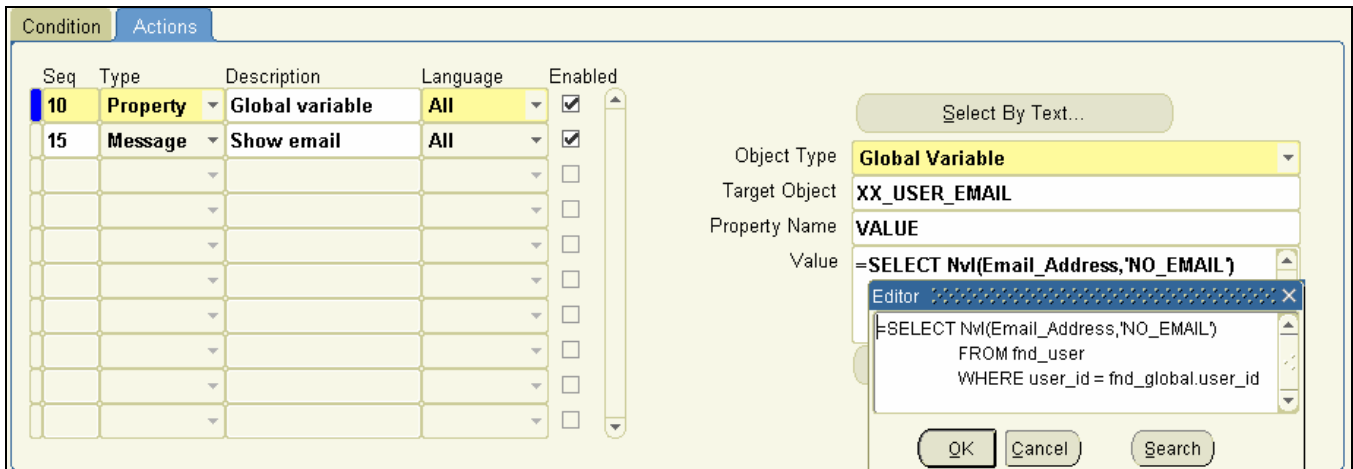 Condition Actions
Seq Type Description Language Enabled
10 Property Global variable All
15 Message Show email All
Select By Text...
Object Type Global Variable
Target Object XX_USER_EMAIL
Property Name VALUE
Value =SELECT Nvl(Email_Address,'NO_EMAIL')
Editor
=SELECT Nvl(Email_Address,'NO_EMAIL')
FROM fnd_user
WHERE user_id = fnd_global.user_id
OK Cancel Search